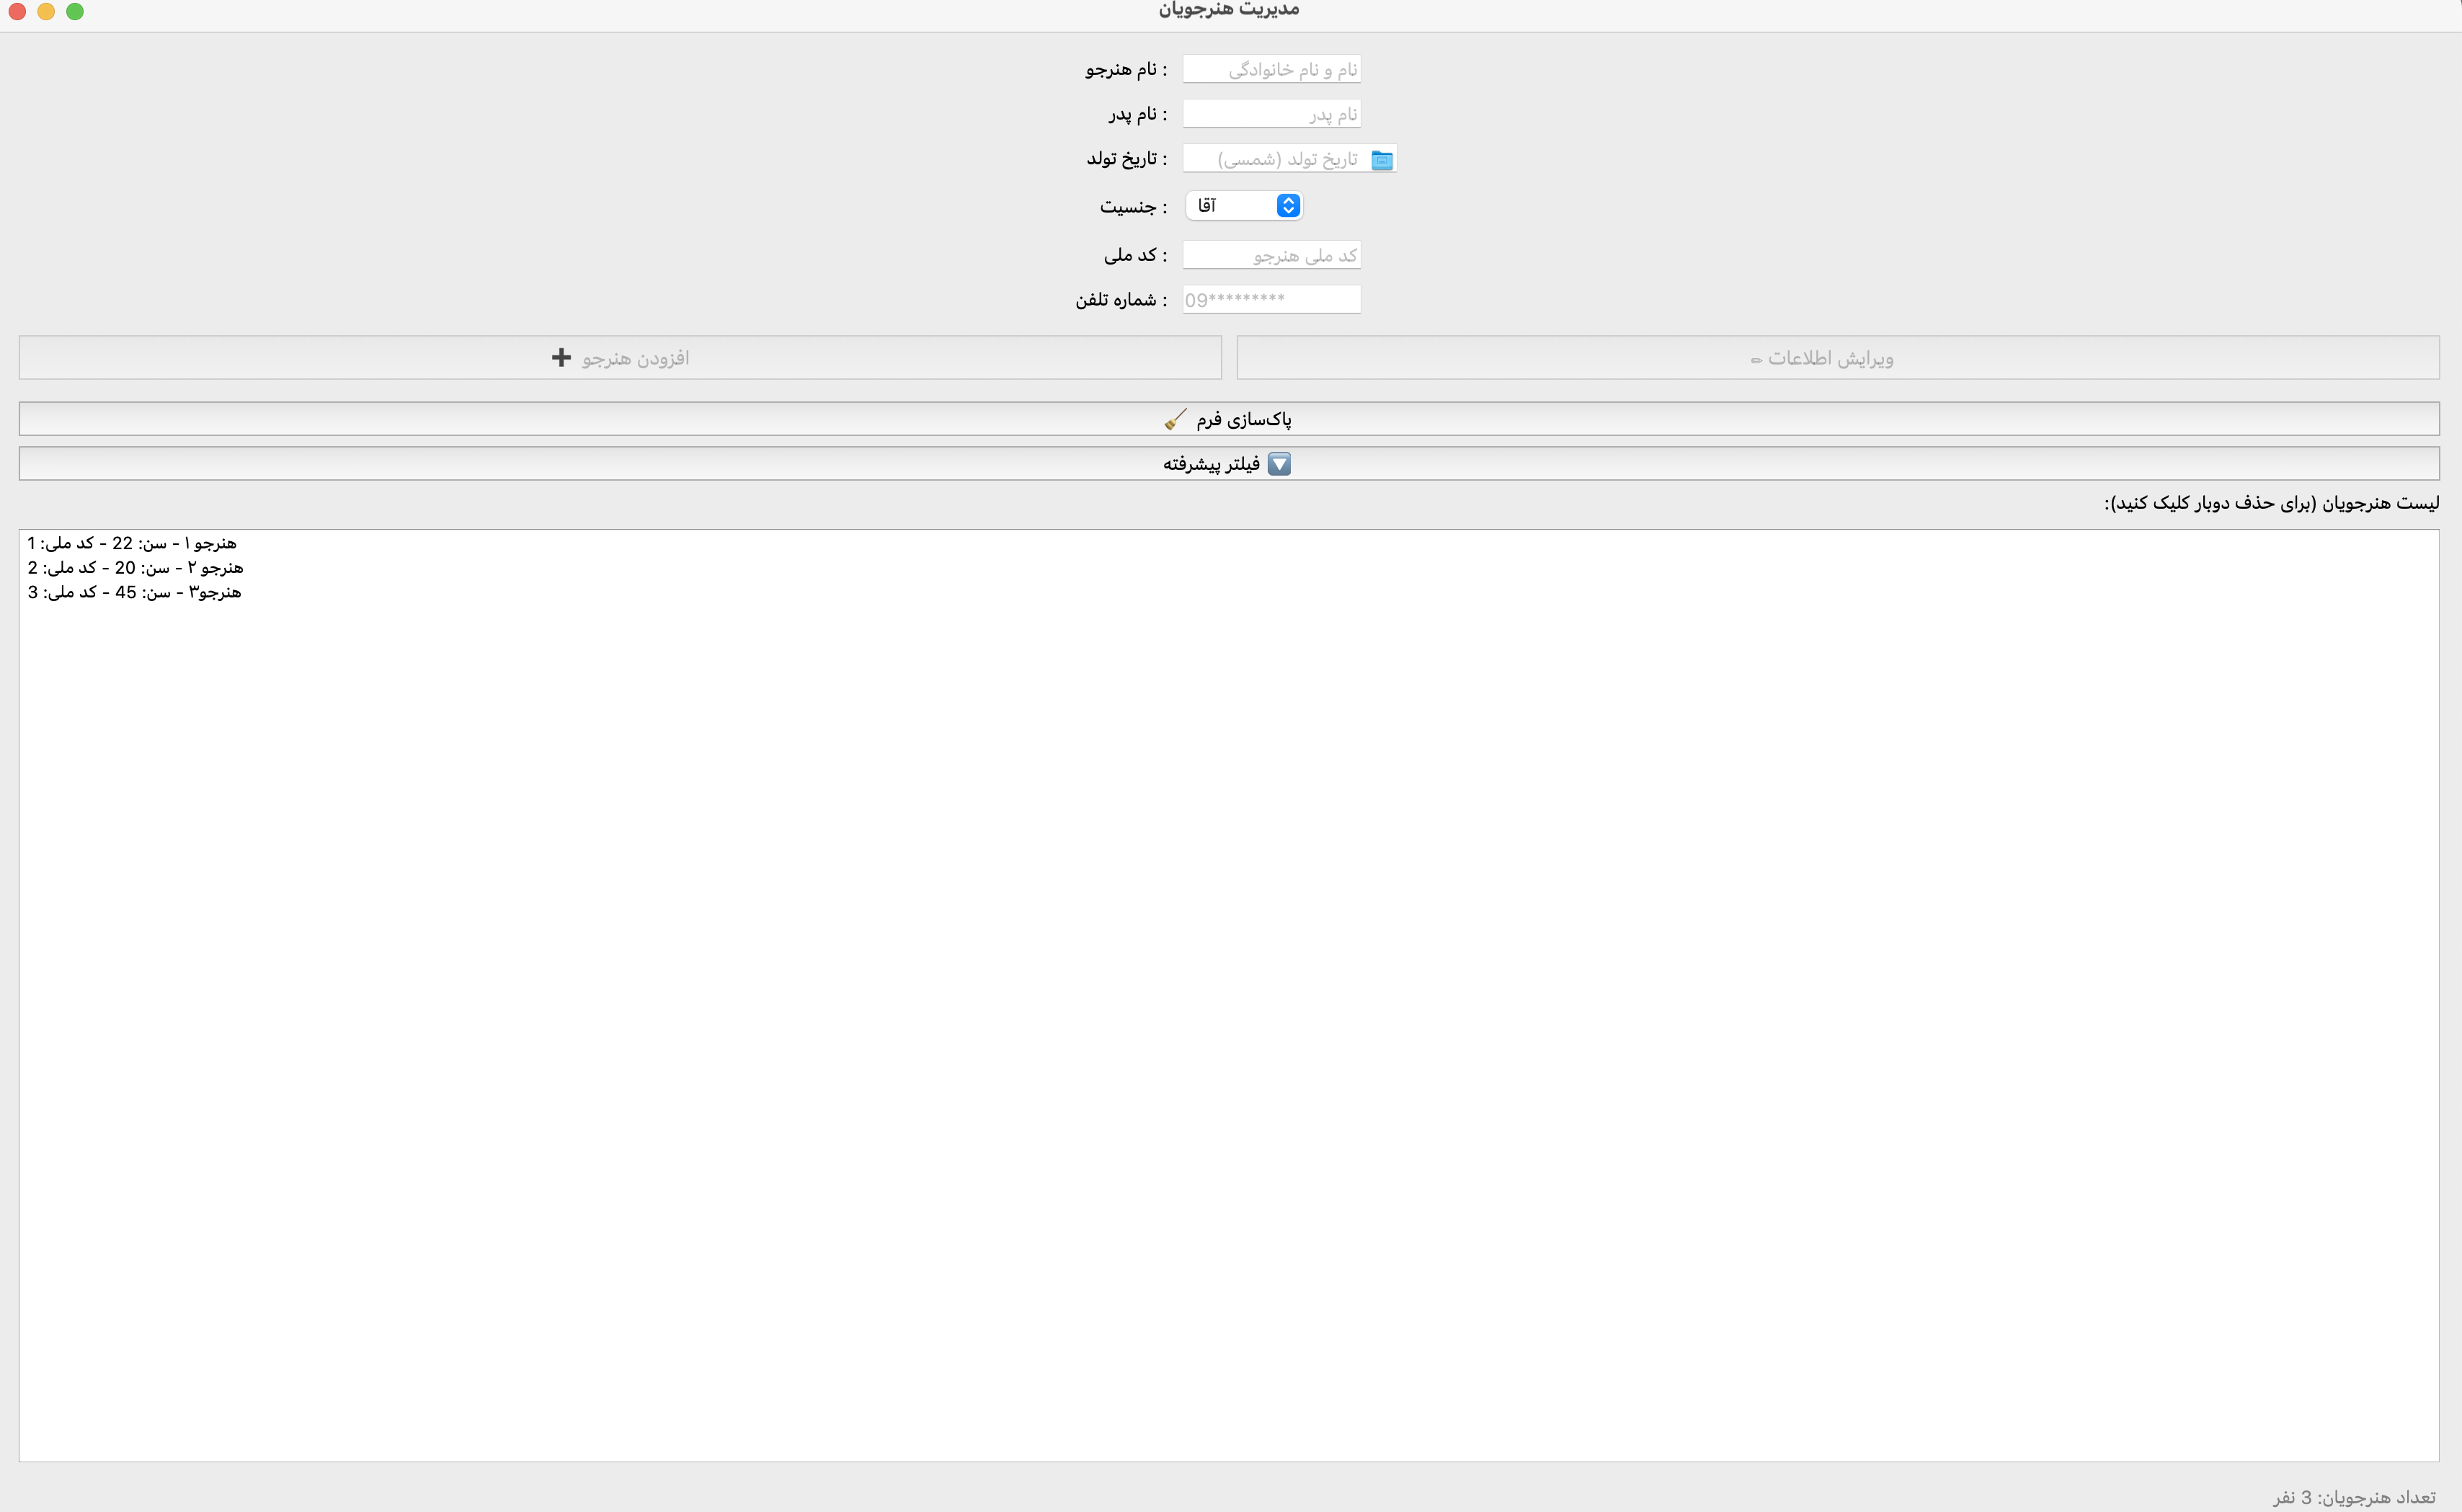 مدیریت هنرجویان
نام هنرجو :
نام و نام خانوادگی
نام پدر :
نام پدر
تاریخ تولد :
تاریخ تولد (شمسی)
جنسیت :
آقا
کد ملی :
کد ملی هنرجو
شماره تلفن :
09*********
ویرایش اطلاعات ✏
افزودن هنرجو ➕
پاک‌سازی فرم 🧹
🔽 فیلتر پیشرفته
لیست هنرجویان (برای حذف دوبار کلیک کنید):
هنرجو ۱ - سن: 22 - کد ملی: 1
هنرجو ۲ - سن: 20 - کد ملی: 2
هنرجو۳ - سن: 45 - کد ملی: 3
تعداد هنرجویان: 3 نفر